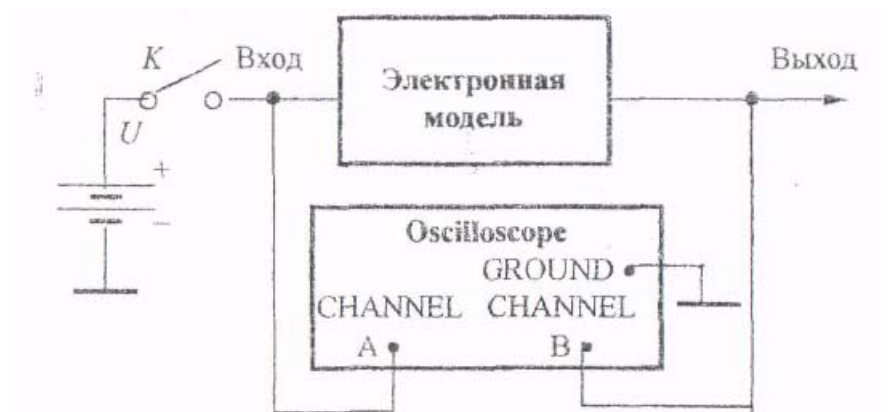 K
Вход
Выход
Электронная
модель
U
+
−
Oscilloscope
GROUND
CHANNEL CHANNEL
A B